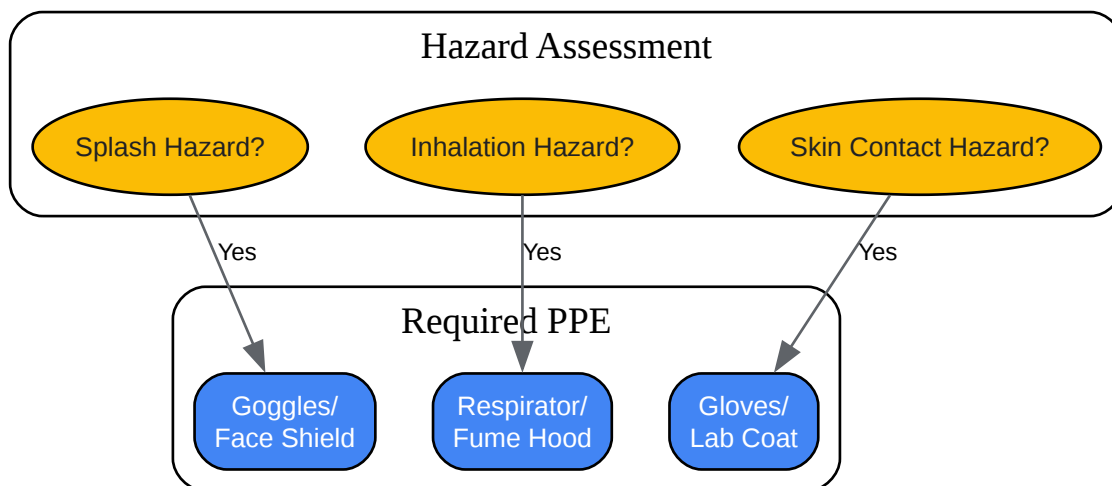 Hazard Assessment
Splash Hazard?
Inhalation Hazard?
Skin Contact Hazard?
Yes
Yes
Yes
Required PPE
Goggles/
Face Shield
Respirator/
Fume Hood
Gloves/
Lab Coat